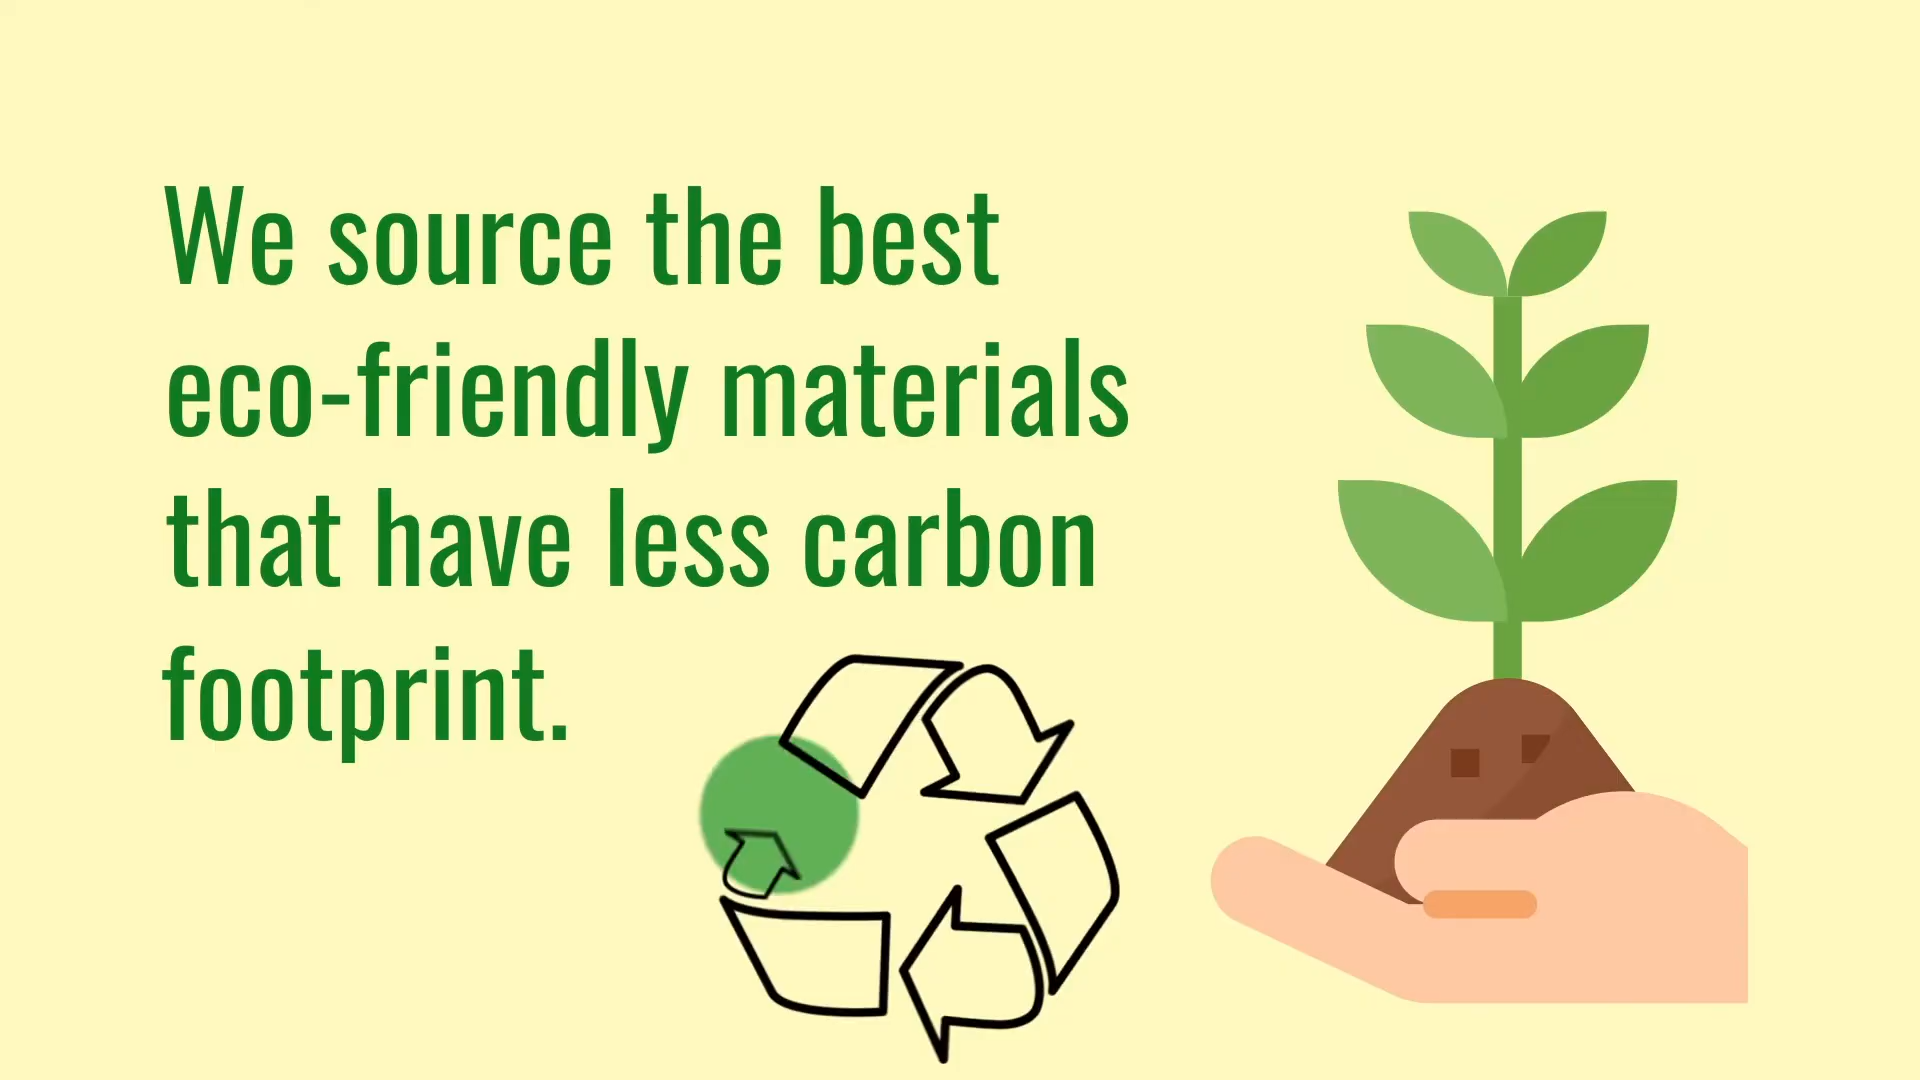 We source the best
eco-friendly materials
that have less carbon
footprint.